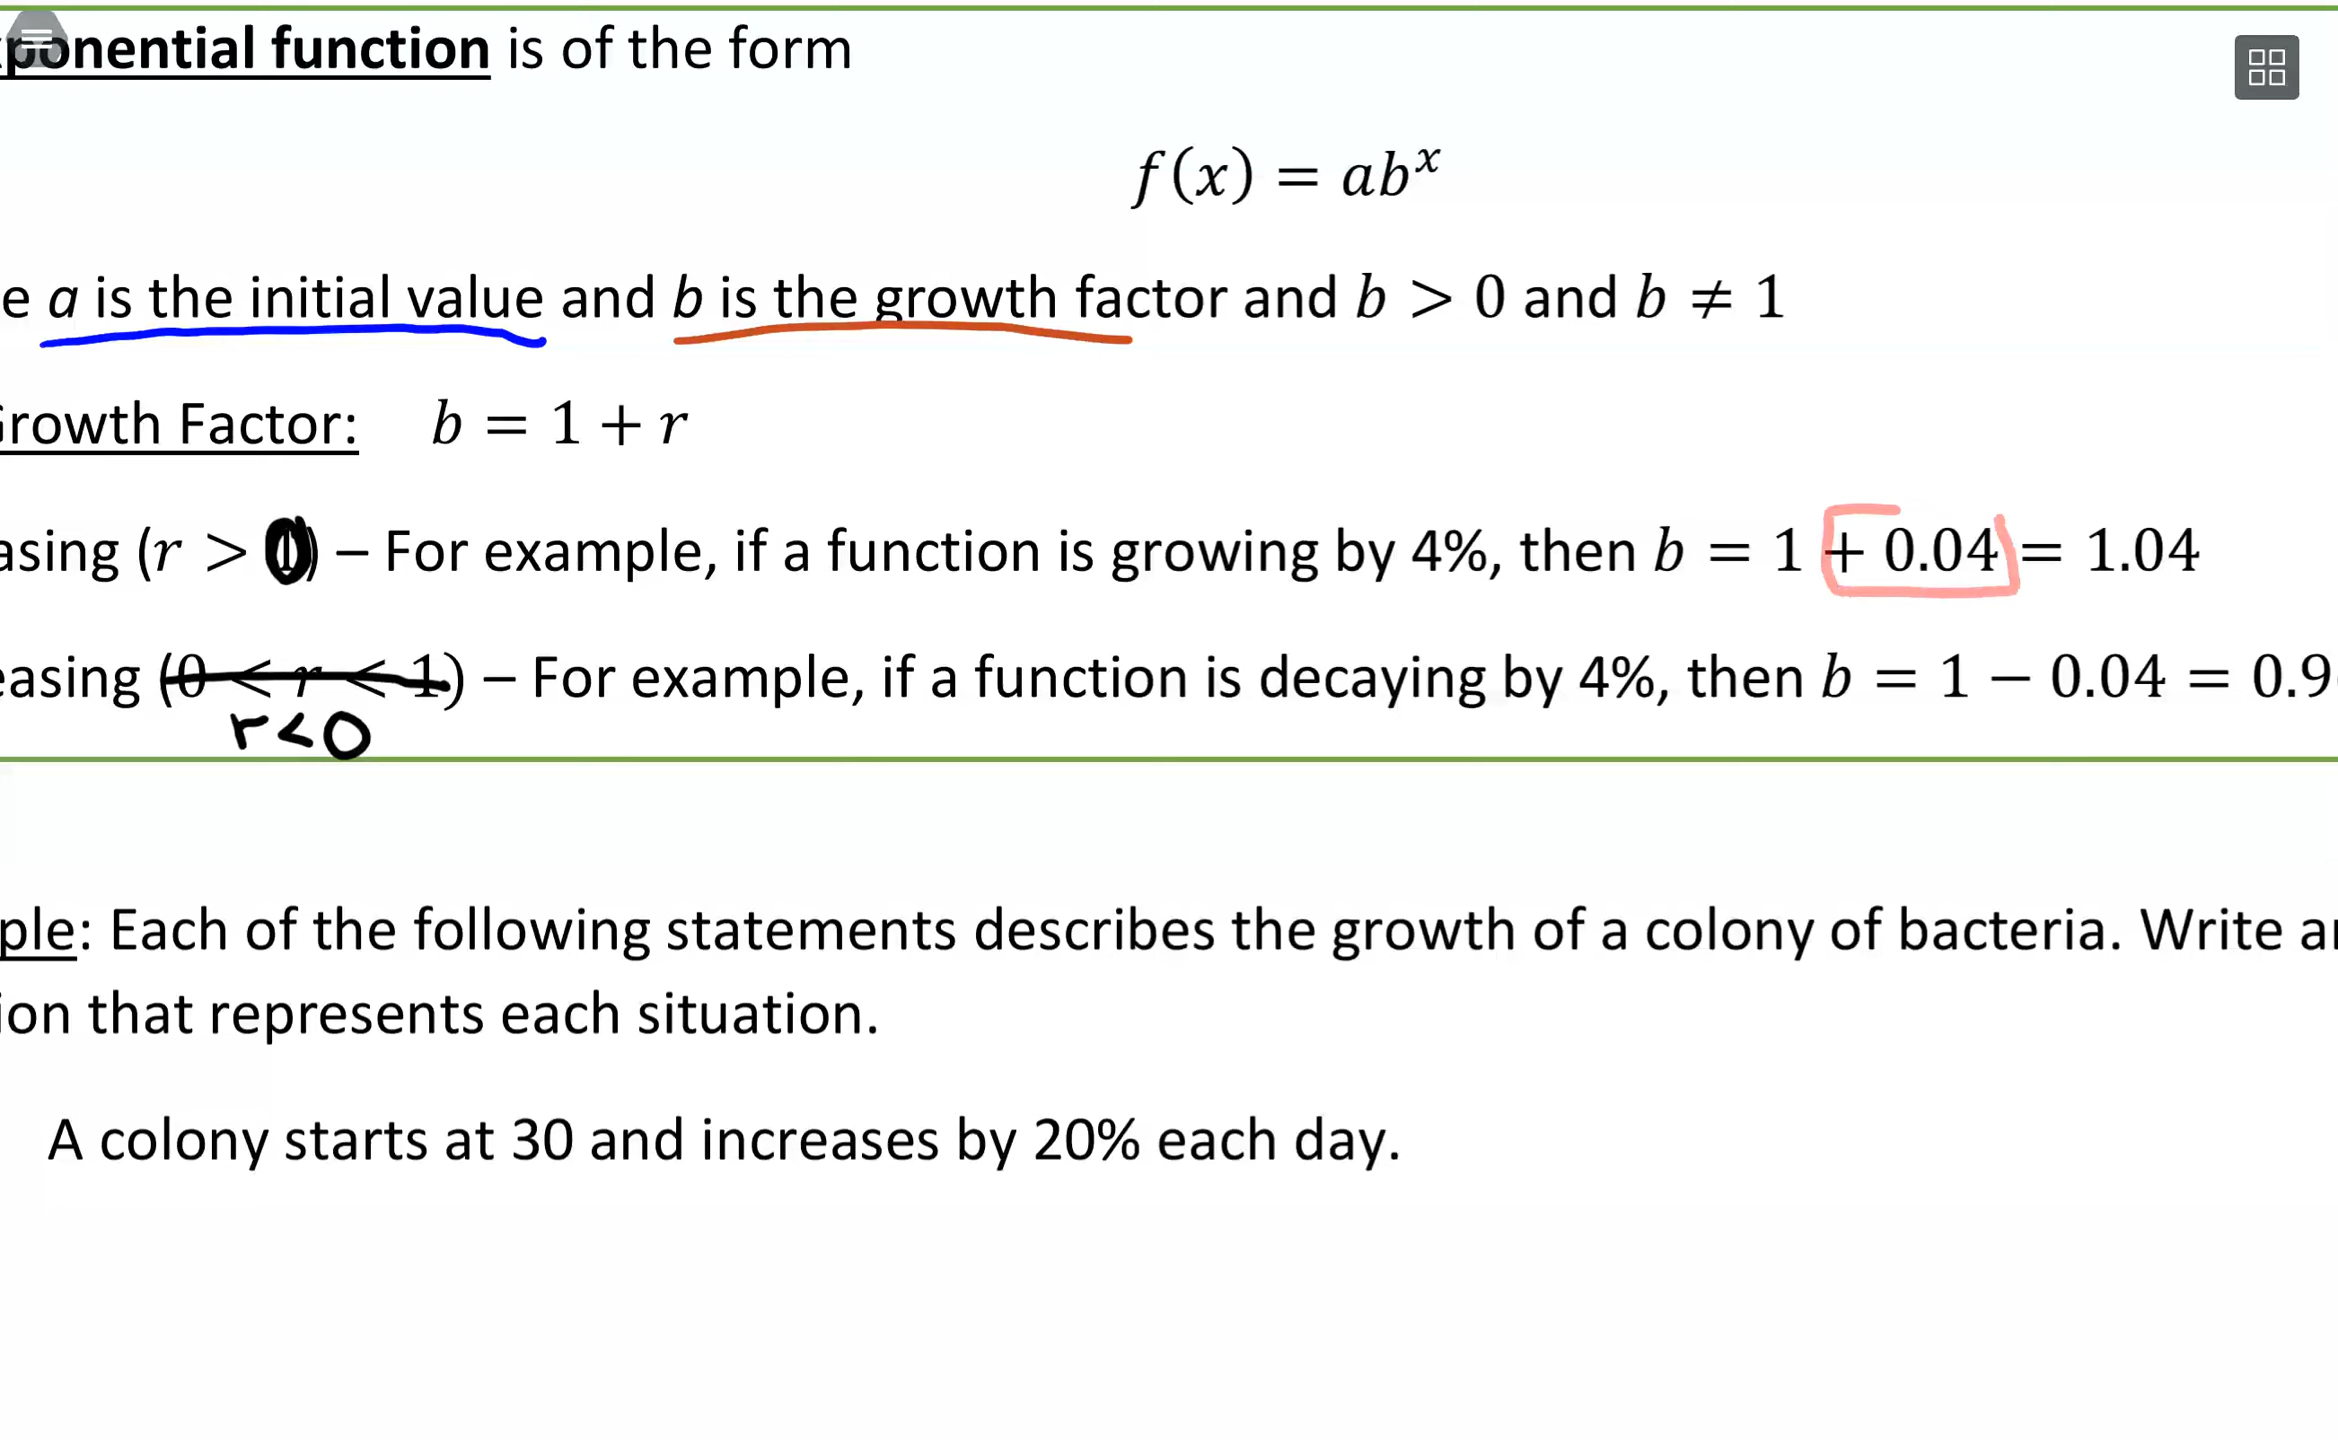 ponential function is of the form
f(x) = ab^x
e a is the initial value and b is the growth factor and b > 0 and b ≠ 1
Growth Factor: b = 1 + r
asing (r > 0) – For example, if a function is growing by 4%, then b = 1 + 0.04 = 1.04
easing (0 < r < 1) – For example, if a function is decaying by 4%, then b = 1 – 0.04 = 0.9
r<0
ple: Each of the following statements describes the growth of a colony of bacteria. Write an
ion that represents each situation.
A colony starts at 30 and increases by 20% each day.